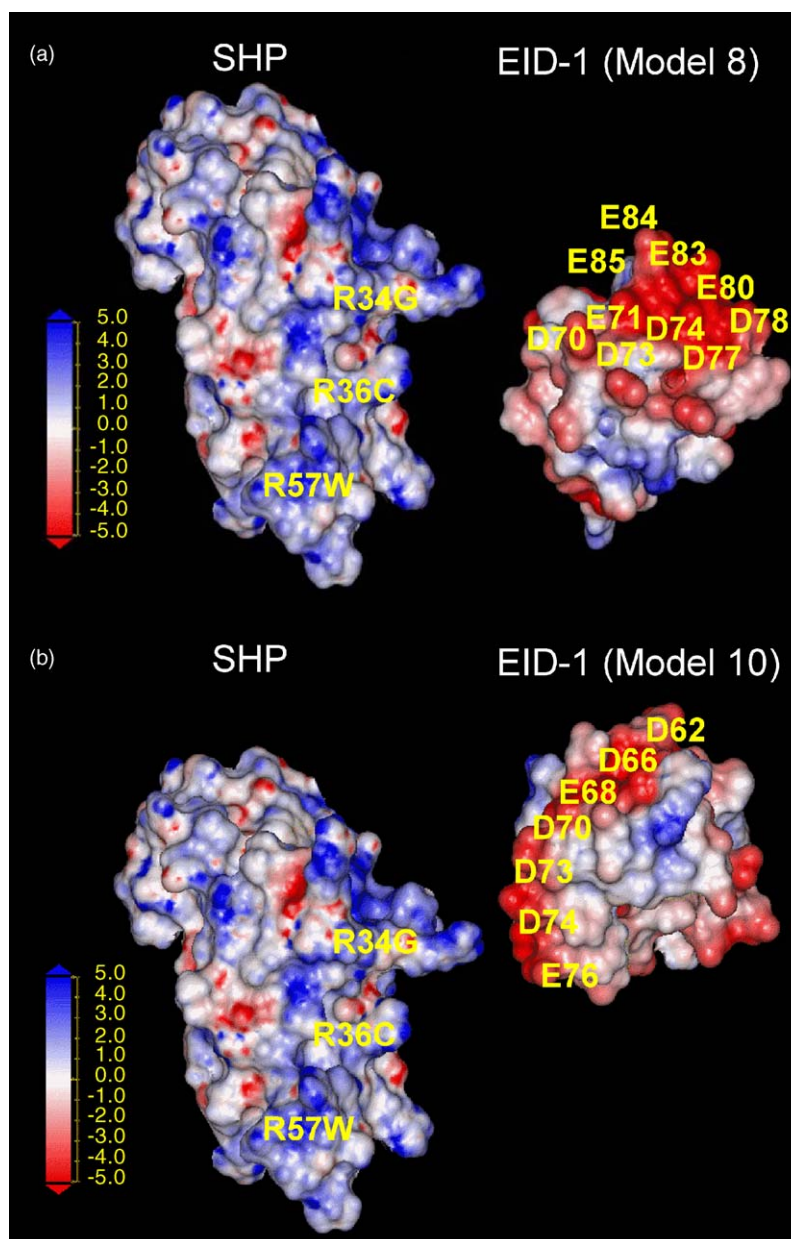 (a)
SHP
EID-1 (Model 8)
E84
E83
E85
E80
R34G
E71
D78
D70
D74
D73
D77
5.0
4.0
3.0
2.0
1.0
0.0
-1.0
-2.0
-3.0
-4.0
-5.0
R36C
R57W
(b)
SHP
EID-1 (Model 10)
D62
D66
E68
D70
D73
R34G
D74
E76
5.0
4.0
3.0
2.0
1.0
0.0
-1.0
-2.0
-3.0
-4.0
-5.0
R36C
R57W